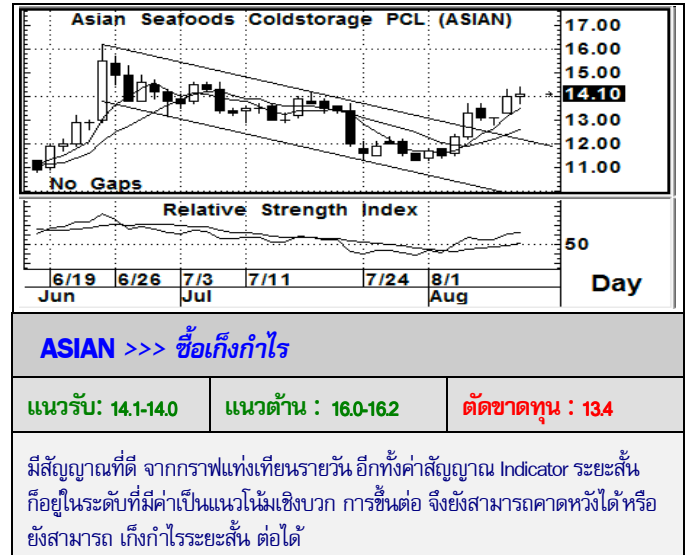 Asian Seafoods Coldstorage PCL (ASIAN)
17.00
16.00
15.00
14.10
13.00
12.00
11.00
No Gaps
Relative Strength Index
50
6/19 6/26 7/3 7/11 7/24 8/1
Jun Jul Aug
Day
ASIAN >>> ซื้อเก็งกำไร
แนวรับ: 14.1-14.0 แนวต้าน : 16.0-16.2 ตัดขาดทุน : 13.4
มีสัญญาณที่ดี จากกราฟแท่งเทียนรายวัน อีกทั้งค่าสัญญาณ Indicator ระยะสั้น
ก็อยู่ในระดับที่มีค่าเป็นแนวโน้มเชิงบวก การขึ้นต่อ จึงยังสามารถคาดหวังได้ หรือ
ยังสามารถ เก็งกำไรระยะสั้น ต่อได้